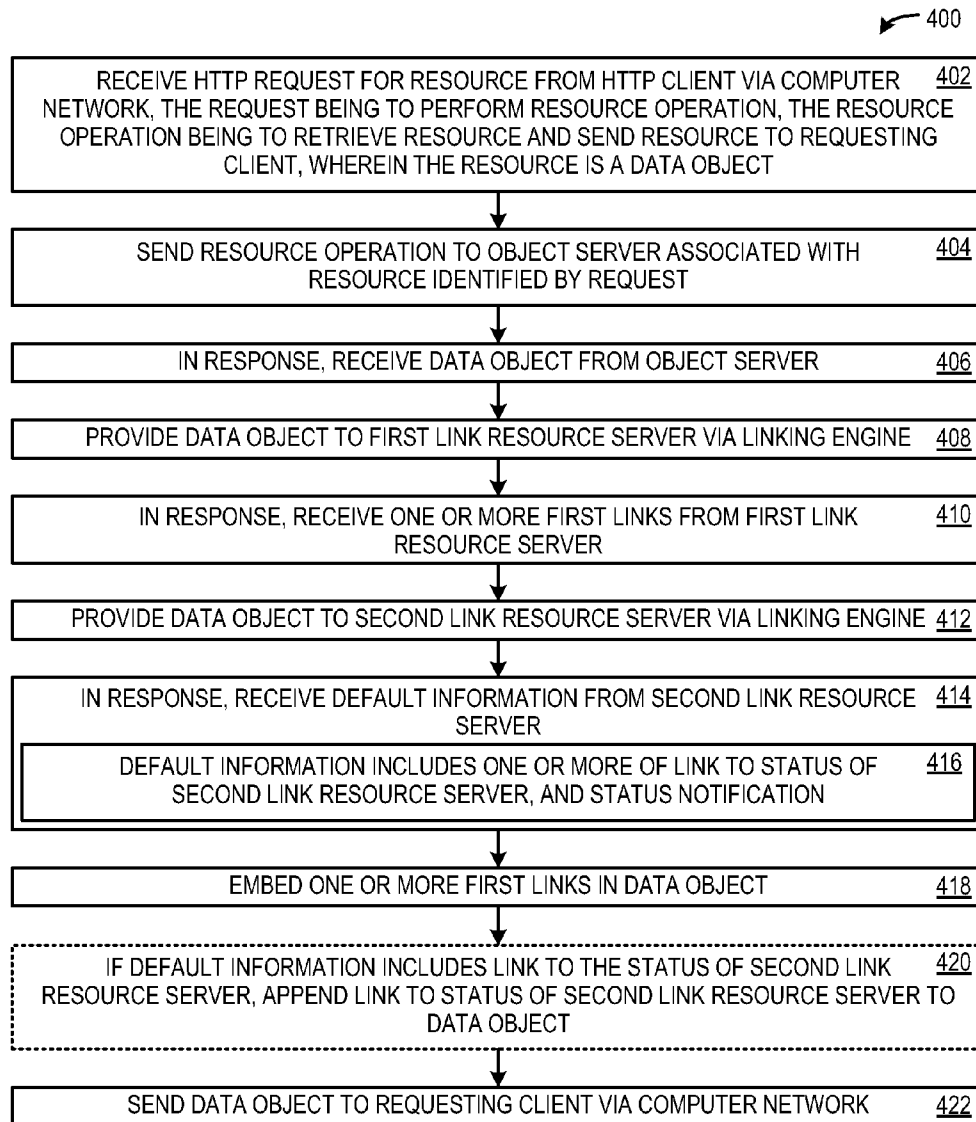 400
RECEIVE HTTP REQUEST FOR RESOURCE FROM HTTP CLIENT VIA COMPUTER 402
NETWORK, THE REQUEST BEING TO PERFORM RESOURCE OPERATION, THE RESOURCE
OPERATION BEING TO RETRIEVE RESOURCE AND SEND RESOURCE TO REQUESTING
CLIENT, WHEREIN THE RESOURCE IS A DATA OBJECT
SEND RESOURCE OPERATION TO OBJECT SERVER ASSOCIATED WITH 404
RESOURCE IDENTIFIED BY REQUEST
IN RESPONSE, RECEIVE DATA OBJECT FROM OBJECT SERVER 406
PROVIDE DATA OBJECT TO FIRST LINK RESOURCE SERVER VIA LINKING ENGINE 408
IN RESPONSE, RECEIVE ONE OR MORE FIRST LINKS FROM FIRST LINK 410
RESOURCE SERVER
PROVIDE DATA OBJECT TO SECOND LINK RESOURCE SERVER VIA LINKING ENGINE 412
IN RESPONSE, RECEIVE DEFAULT INFORMATION FROM SECOND LINK RESOURCE 414
SERVER
DEFAULT INFORMATION INCLUDES ONE OR MORE OF LINK TO STATUS OF 416
SECOND LINK RESOURCE SERVER, AND STATUS NOTIFICATION
EMBED ONE OR MORE FIRST LINKS IN DATA OBJECT 418
IF DEFAULT INFORMATION INCLUDES LINK TO THE STATUS OF SECOND LINK 420
RESOURCE SERVER, APPEND LINK TO STATUS OF SECOND LINK RESOURCE SERVER TO
DATA OBJECT
SEND DATA OBJECT TO REQUESTING CLIENT VIA COMPUTER NETWORK 422